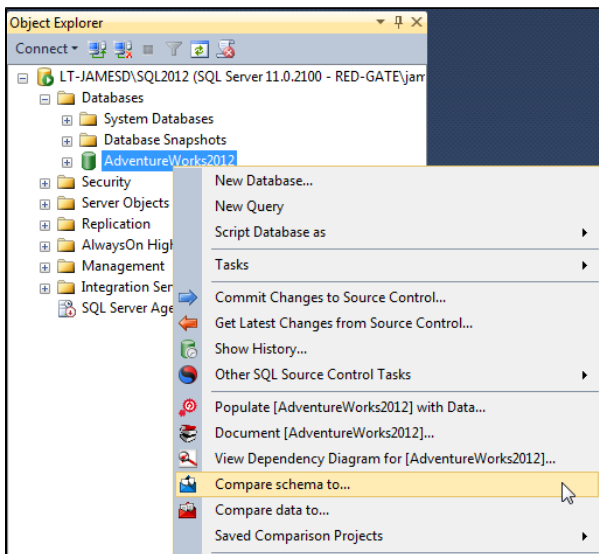 Object Explorer
Connect
LT-JAMESD\SQL2012 (SQL Server 11.0.2100 - RED-GATE\jam
Databases
System Databases
Database Snapshots
AdventureWorks2012
Security
Server Objects
Replication
AlwaysOn High
Management
Integration Ser
SQL Server Age
New Database...
New Query
Script Database as
Tasks
Commit Changes to Source Control...
Get Latest Changes from Source Control...
Show History...
Other SQL Source Control Tasks
Populate [AdventureWorks2012] with Data...
Document [AdventureWorks2012]...
View Dependency Diagram for [AdventureWorks2012]...
Compare schema to...
Compare data to...
Saved Comparison Projects